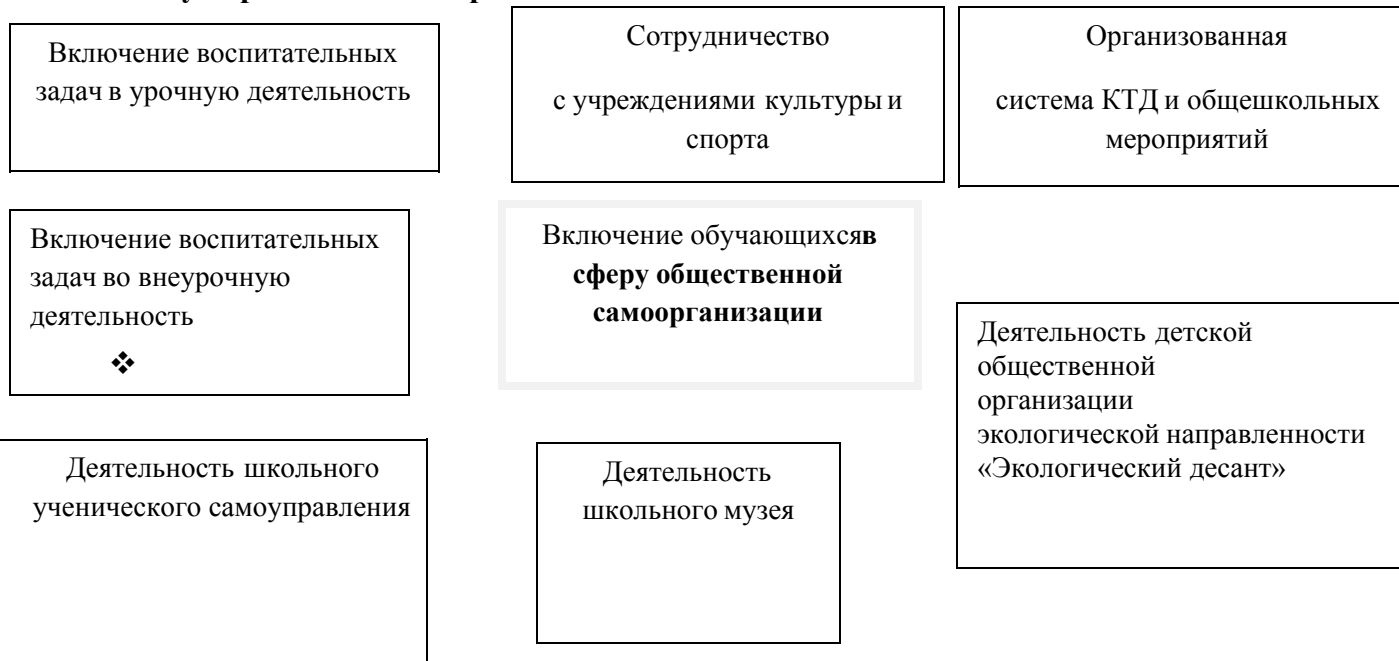 Включение воспитательных
задач в урочную деятельность
Сотрудничество
с учреждениями культуры и
спорта
Организованная
система КТД и общешкольных
мероприятий
Включение воспитательных
задач во внеурочную
деятельность
❖
Включение обучающихсяв
сферу общественной
самоорганизации
Деятельность детской
общественной
организации
экологической направленности
«Экологический десант»
Деятельность школьного
ученического самоуправления
Деятельность
школьного музея